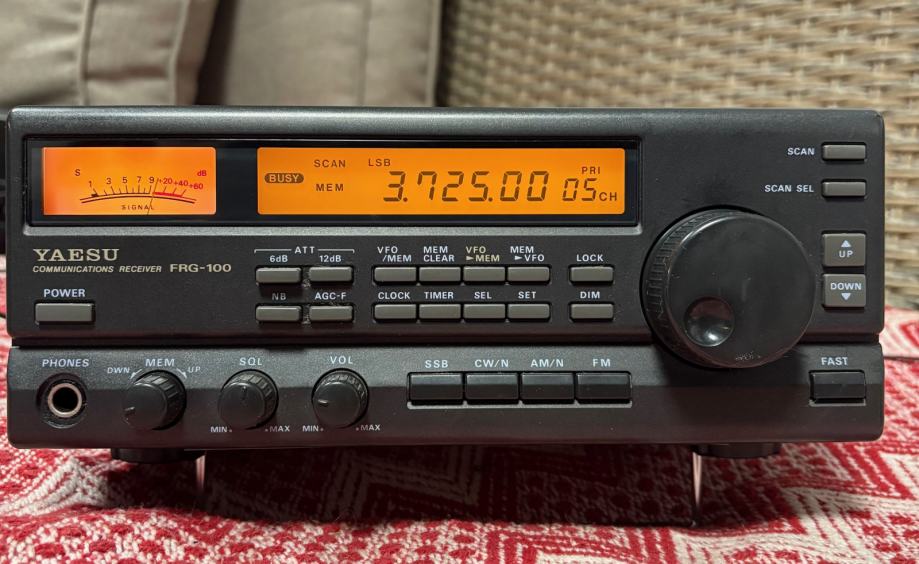 SCAN
SCAN SEL
S dB
1 3 5 7 9 +20 +40 +60
SIGNAL
SCAN LSB
BUSY
PRI
MEM 3.725.00 05CH
UP
DOWN
YAESU
COMMUNICATIONS RECEIVER FRG-100
ATT
6dB 12dB
VFO /MEM
MEM CLEAR
VFO ►MEM
MEM ►VFO
LOCK
POWER
NB AGC-F CLOCK TIMER SEL SET DIM
PHONES
DWN MEM UP
SQL
MIN MAX
VOL
MIN MAX
SSB CW/N AM/N FM
FAST